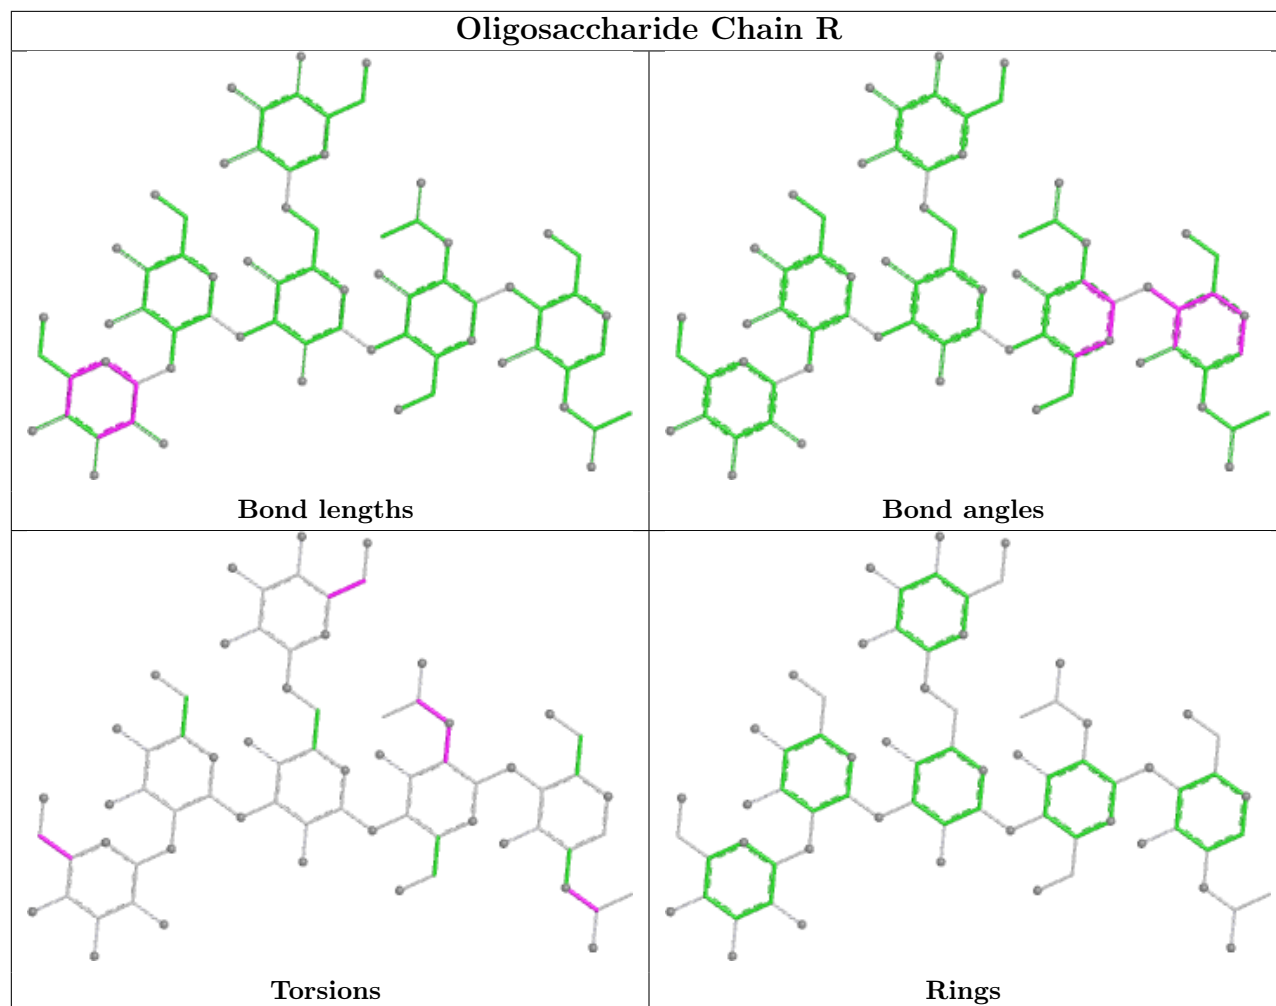 Oligosaccharide Chain R
Bond lengths
Bond angles
Torsions
Rings